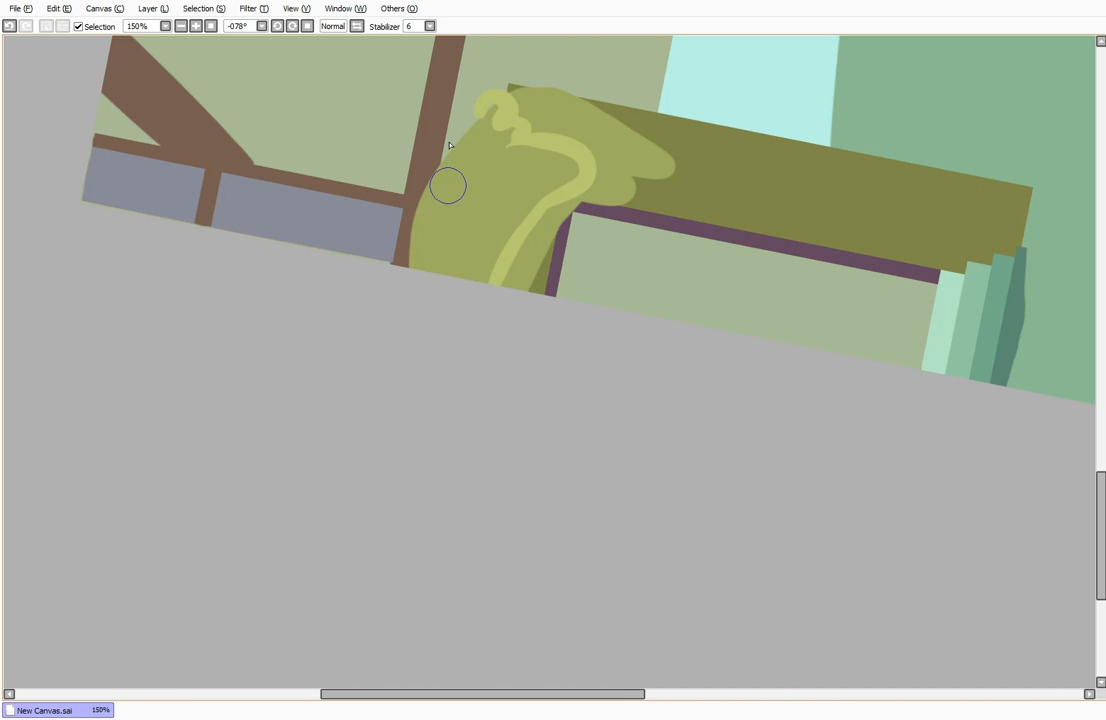 File (F) Edit (E) Canvas (C) Layer (L) Selection (S) Filter (T) View (V) Window (W) Others (O)
Selection 150% -078° Normal Stabilizer 6
New Canvas.sai 150%